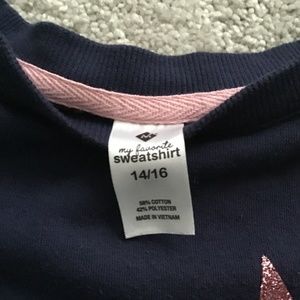 my favorite
sweatshirt
14/16
58% COTTON
42% POLYESTER
MADE IN VIETNAM